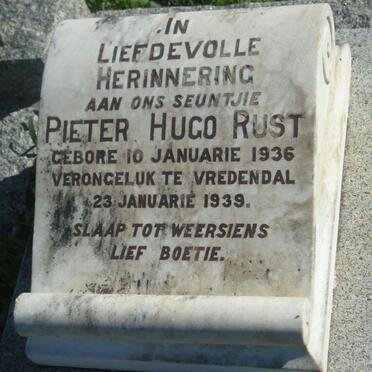 IN
LIEFDEVOLLE
HERINNERING
AAN ONS SEUNTJIE
PIETER HUGO RUST
GEBORE 10 JANUARIE 1936
VERONGELUK TE VREDENDAL
23 JANUARIE 1939.
SLAAP TOT WEERSIENS
LIEF BOETIE.